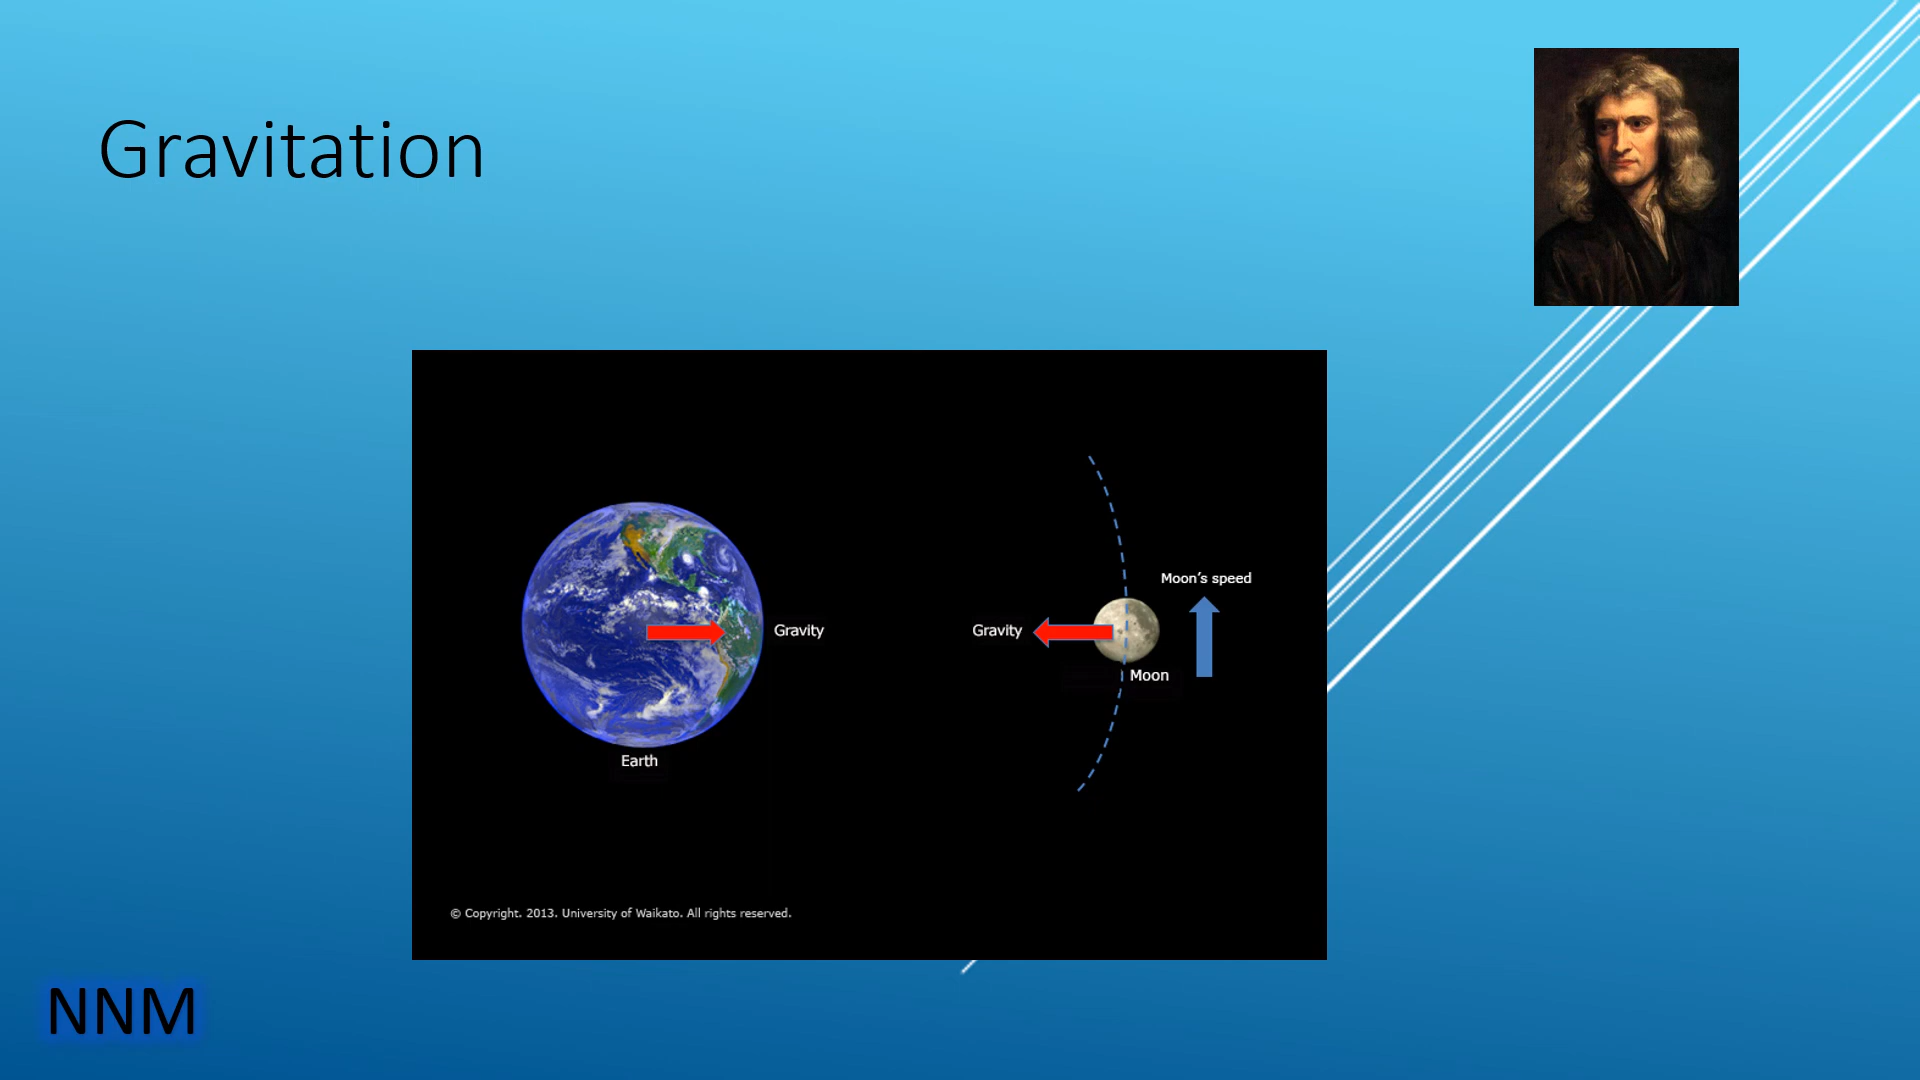 Gravitation
Moon's speed
Gravity
Gravity
Moon
Earth
© Copyright. 2013. University of Waikato. All rights reserved.
NNM